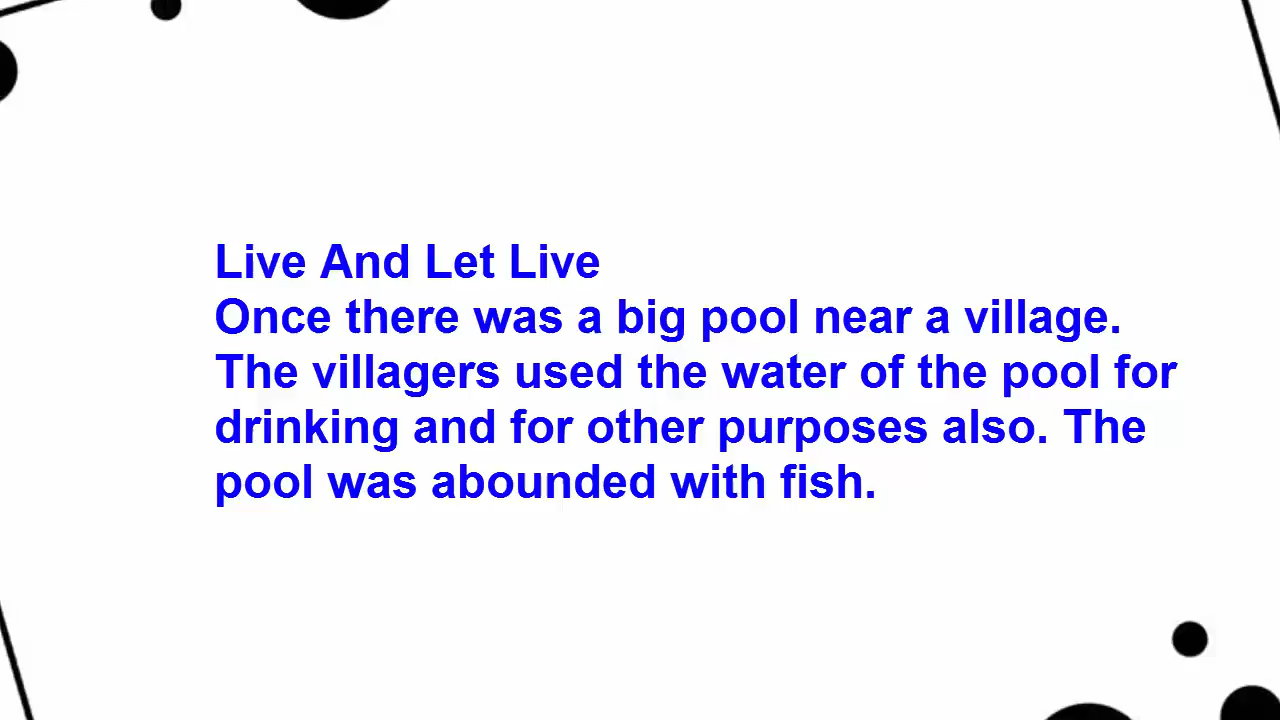 Live And Let Live
Once there was a big pool near a village.
The villagers used the water of the pool for
drinking and for other purposes also. The
pool was abounded with fish.